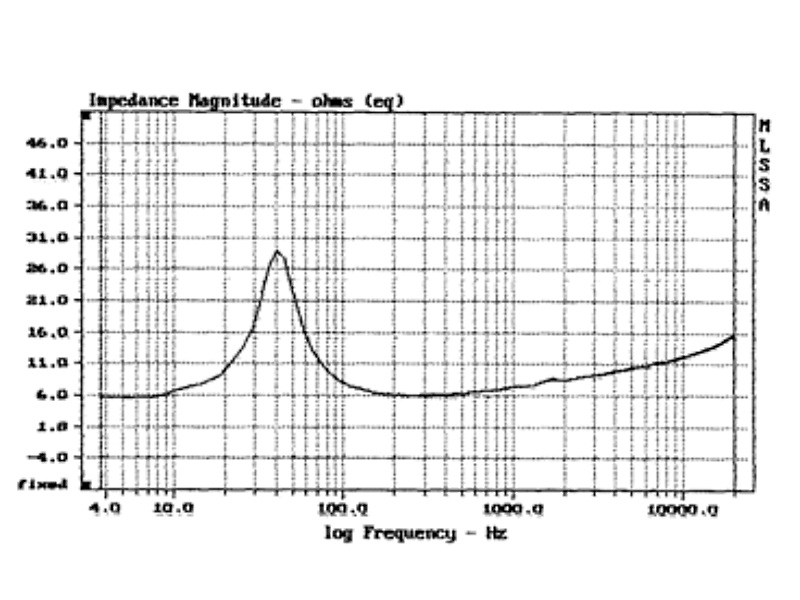 Impedance Magnitude - ohms (eq)
M
L
S
S
A
46.0
41.0
36.0
31.0
26.0
21.0
16.0
11.0
6.0
1.0
-4.0
fixed
4.0 10.0 100.0 1000.0 10000.0
log Frequency - Hz